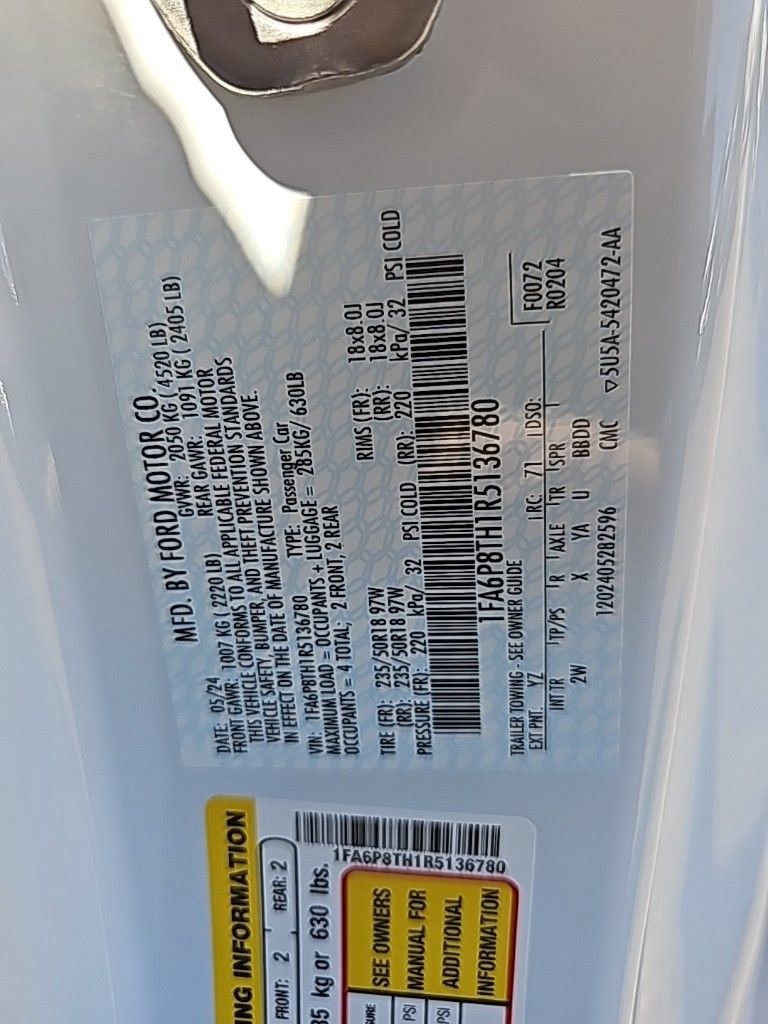 MFD. BY FORD MOTOR CO.
DATE: 05/24 GVWR: 2050 KG ( 4520 LB)
FRONT GAWR: 1007 KG ( 2220 LB) REAR GAWR: 1091 KG ( 2405 LB)
THIS VEHICLE CONFORMS TO ALL APPLICABLE FEDERAL MOTOR
VEHICLE SAFETY, BUMPER, AND THEFT PREVENTION STANDARDS
IN EFFECT ON THE DATE OF MANUFACTURE SHOWN ABOVE.
VIN: 1FA6P8TH1R5136780 TYPE: Passenger Car
MAXIMUM LOAD = OCCUPANTS + LUGGAGE = 285KG/ 630LB
OCCUPANTS = 4 TOTAL; 2 FRONT, 2 REAR
TIRE (FR): 235/50R18 97W RIMS (FR): 18x8.0J
(RR): 235/50R18 97W (RR): 18x8.0J
PRESSURE (FR): 220 kPa/ 32 PSI COLD (RR): 220 kPa/ 32 PSI COLD
1FA6P8TH1R5136780
TRAILER TOWING - SEE OWNER GUIDE
F0072
EXT PNT: YZ RC: 71 DSO: R0204
INT TR TP/PS R AXLE TR SPR
2W X YA U BBDD
1202405282596 CMC ▽5U5A-5420472-AA
ING INFORMATION
FRONT: 2 REAR: 2
85 kg or 630 lbs.
1FA6P8TH1R5136780
SEE OWNERS
MANUAL FOR
ADDITIONAL
INFORMATION
PSI
PSI